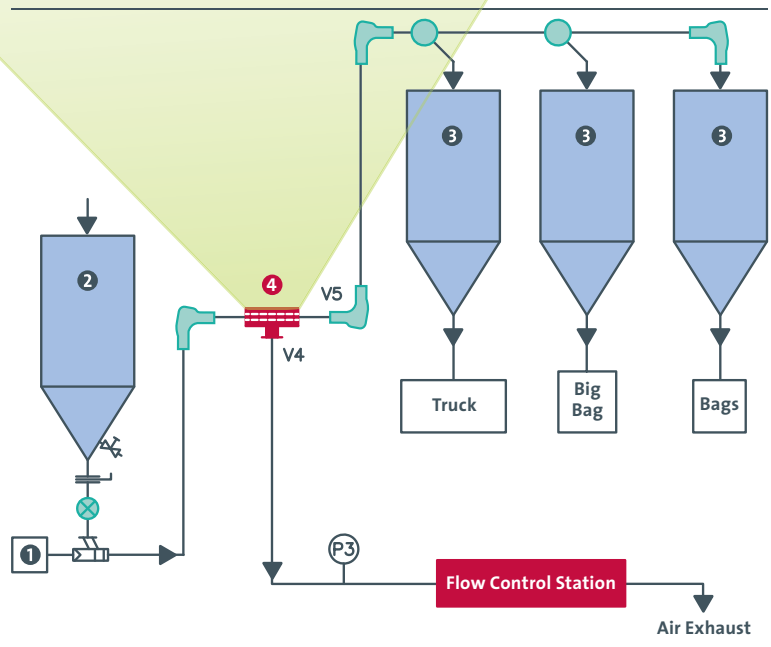 3
3
3
2
4
V5
V4
Truck
Big
Bag
Bags
1
P3
Flow Control Station
Air Exhaust